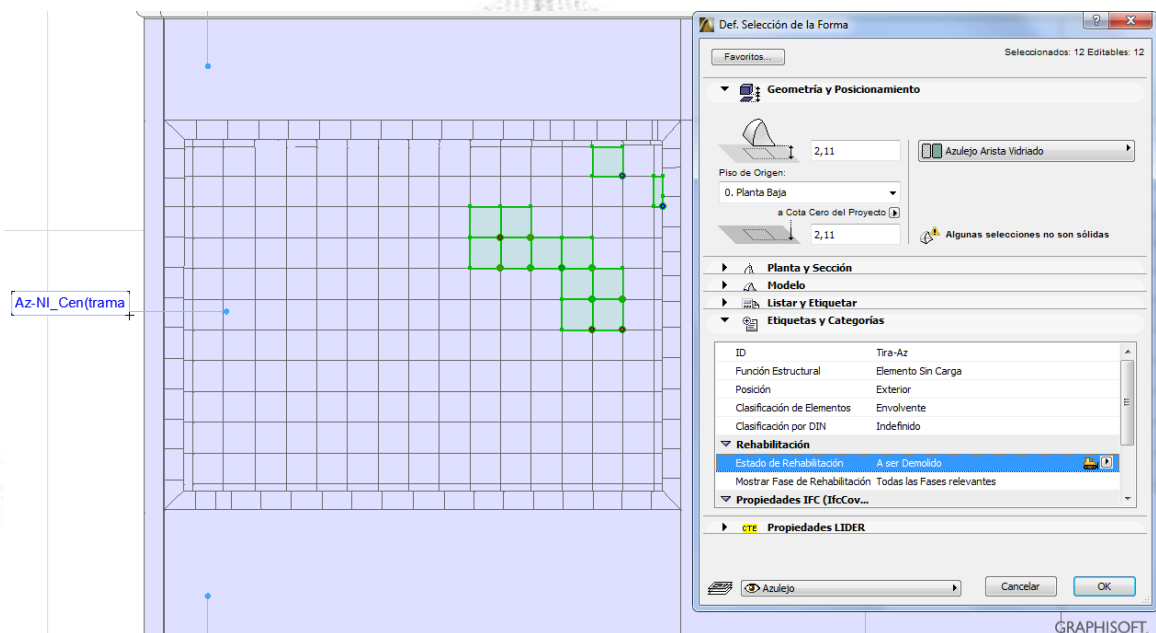 Az-NI_Cen(trama
Def. Selección de la Forma
Favoritos...
Seleccionados: 12 Editables: 12
Geometría y Posicionamiento
2,11
Azulejo Arista Vidriado
Piso de Origen:
0. Planta Baja
a Cota Cero del Proyecto
2,11
Algunas selecciones no son sólidas
Planta y Sección
Modelo
Listar y Etiquetar
Etiquetas y Categorías
ID Tira-Az
Función Estructural Elemento Sin Carga
Posición Exterior
Clasificación de Elementos Envolvente
Clasificación por DIN Indefinido
Rehabilitación
Estado de Rehabilitación A ser Demolido
Mostrar Fase de Rehabilitación Todas las Fases relevantes
Propiedades IFC (IfcCov...
CTE Propiedades LIDER
Azulejo
Cancelar
OK
GRAPHISOFT.